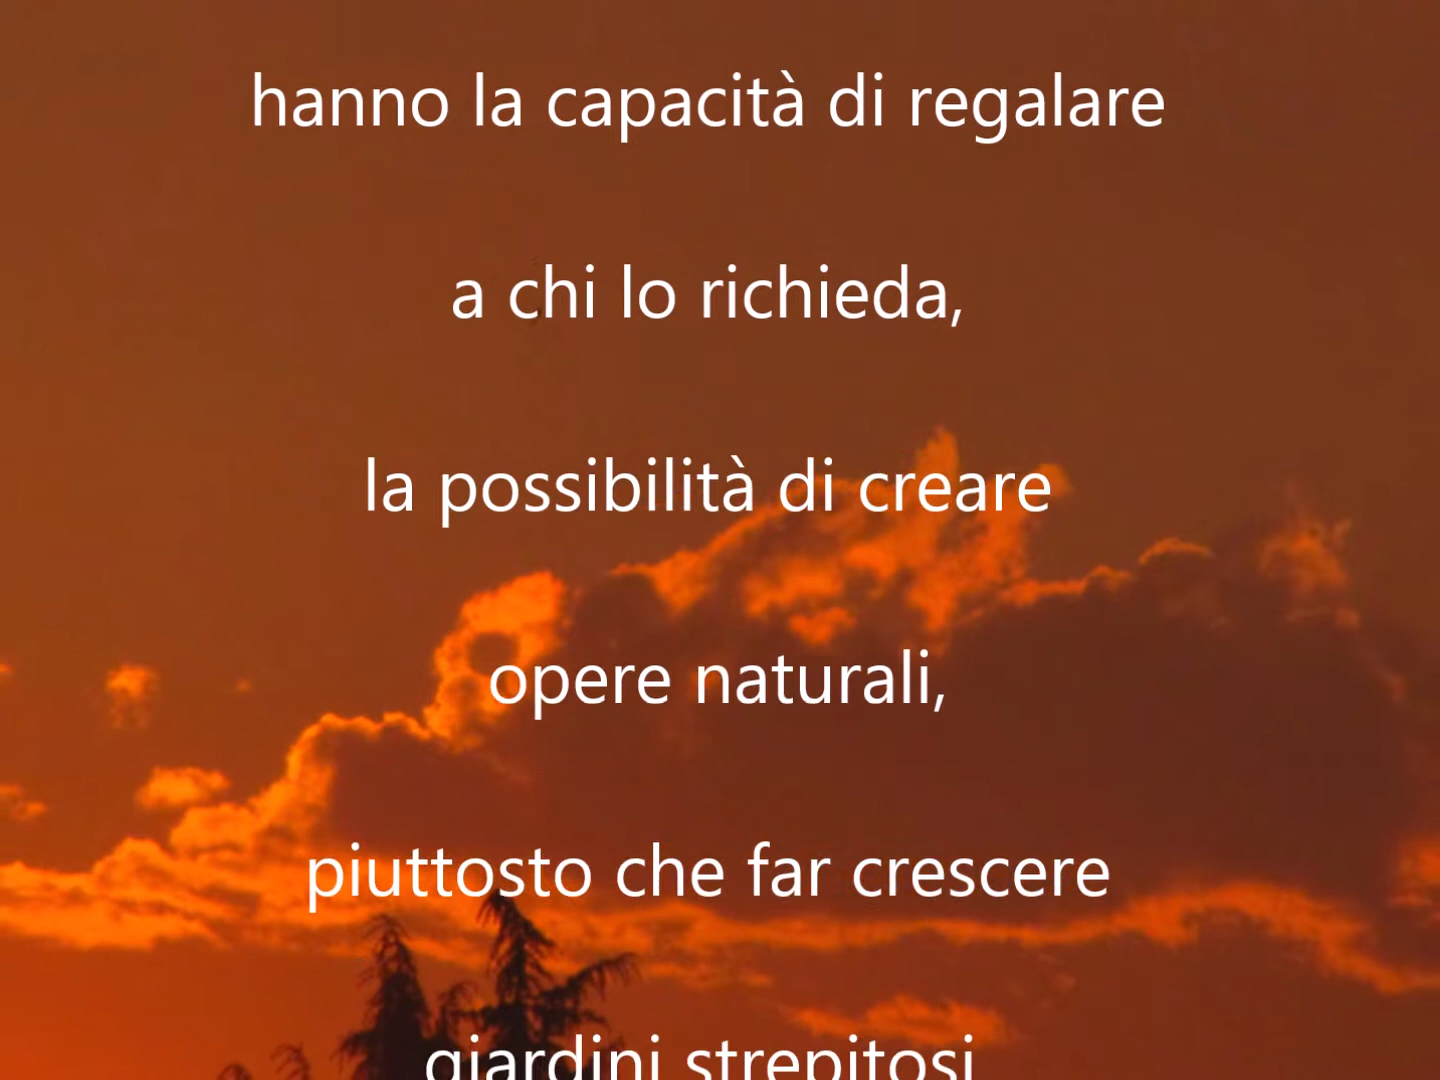 hanno la capacità di regalare
a chi lo richieda,
la possibilità di creare
opere naturali,
piuttosto che far crescere
giardini strepitosi